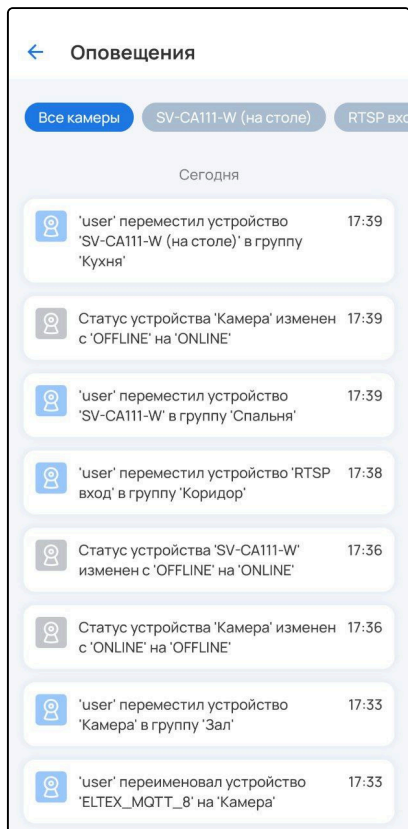 Оповещения
Все камеры
SV-CA111-W (на столе)
RTSP вхо
Сегодня
'user' переместил устройство 17:39
'SV-CA111-W (на столе)' в группу
'Кухня'
Статус устройства 'Камера' изменен 17:39
с 'OFFLINE' на 'ONLINE'
'user' переместил устройство 17:39
'SV-CA111-W' в группу 'Спальня'
'user' переместил устройство 'RTSP 17:38
вход' в группу 'Коридор'
Статус устройства 'SV-CA111-W' 17:36
изменен с 'OFFLINE' на 'ONLINE'
Статус устройства 'Камера' изменен 17:36
с 'ONLINE' на 'OFFLINE'
'user' переместил устройство 17:33
'Камера' в группу 'Зал'
'user' переименовал устройство 17:33
'ELTEX_MQTT_8' на 'Камера'